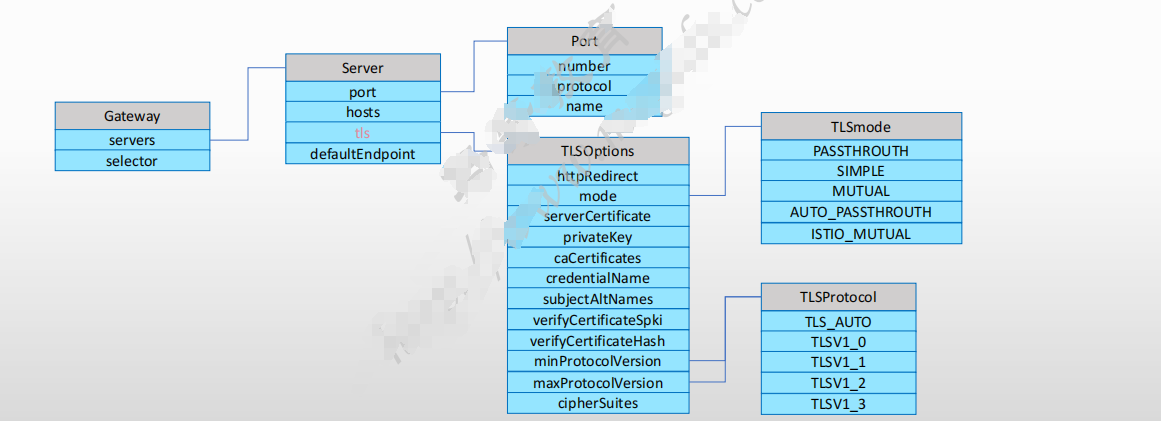 Gateway
servers
selector
Server
port
hosts
tls
defaultEndpoint
Port
number
protocol
name
TLSOptions
httpRedirect
mode
serverCertificate
privateKey
caCertificates
credentialName
subjectAltNames
verifyCertificateSpki
verifyCertificateHash
minProtocolVersion
maxProtocolVersion
cipherSuites
TLSmode
PASSTHROUTH
SIMPLE
MUTUAL
AUTO_PASSTHROUTH
ISTIO_MUTUAL
TLSProtocol
TLS_AUTO
TLSV1_0
TLSV1_1
TLSV1_2
TLSV1_3